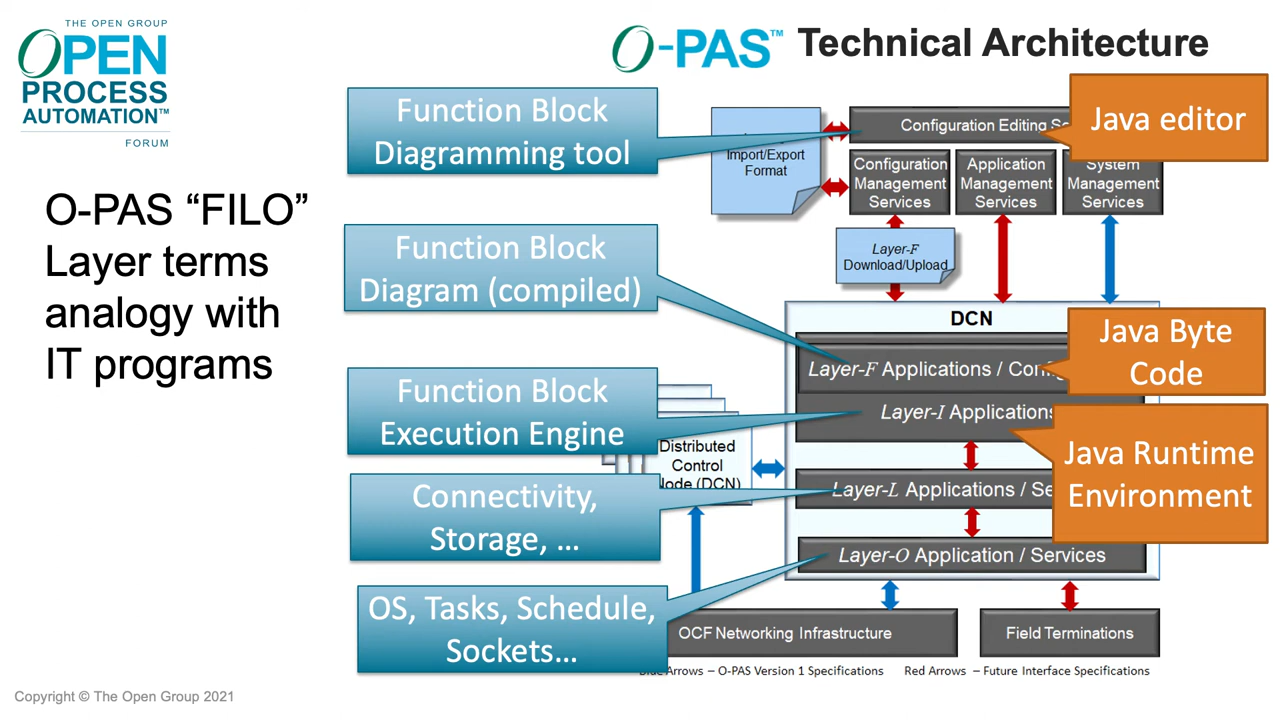 THE OPEN GROUP
OPEN
PROCESS
AUTOMATION™
FORUM
O-PAS™ Technical Architecture
O-PAS “FILO”
Layer terms
analogy with
IT programs
Function Block
Diagramming tool
Function Block
Diagram (compiled)
Function Block
Execution Engine
Connectivity,
Storage, …
OS, Tasks, Schedule,
Sockets…
Import/Export
Format
Configuration Editing
Java editor
Configuration
Management
Services
Application
Management
Services
System
Management
Services
Layer-F
Download/Upload
DCN
Layer-F Applications /
Java Byte
Code
Layer-I Applications
Java Runtime
Environment
Distributed
Control
(DCN)
Layer-L Applications /
Layer-O Application / Services
OCF Networking Infrastructure
Field Terminations
Arrows – O-PAS Version 1 Specifications
Red Arrows – Future Interface Specifications
Copyright © The Open Group 2021